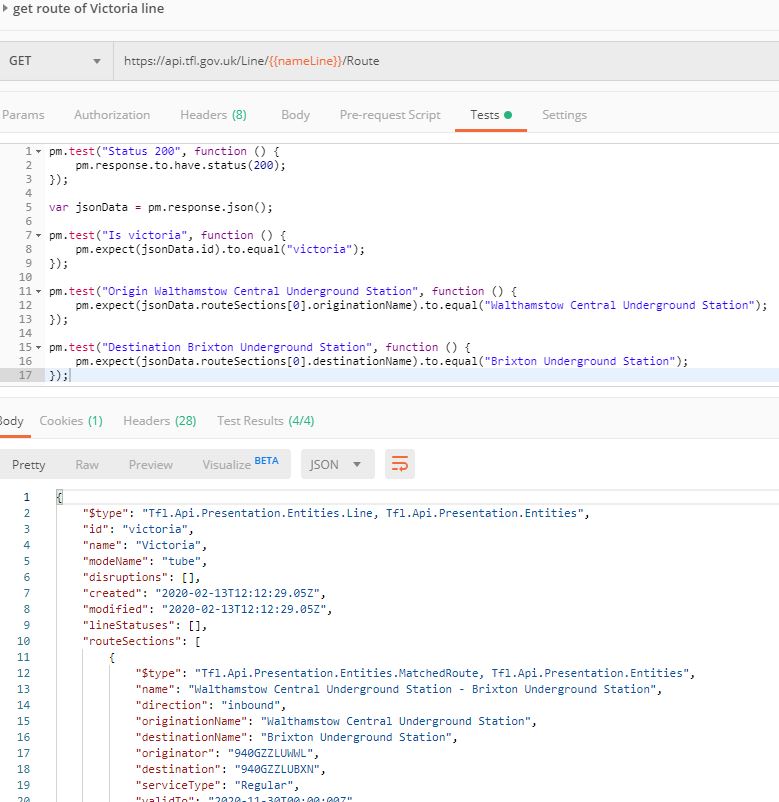 get route of Victoria line
GET https://api.tfl.gov.uk/Line/{{nameLine}}/Route
Params Authorization Headers (8) Body Pre-request Script Tests Settings
1 pm.test("Status 200", function () {
2 pm.response.to.have.status(200);
3 });
4
5 var jsonData = pm.response.json();
6
7 pm.test("Is victoria", function () {
8 pm.expect(jsonData.id).to.equal("victoria");
9 });
10
11 pm.test("Origin Walthamstow Central Underground Station", function () {
12 pm.expect(jsonData.routeSections[0].originationName).to.equal("Walthamstow Central Underground Station");
13 });
14
15 pm.test("Destination Brixton Underground Station", function () {
16 pm.expect(jsonData.routeSections[0].destinationName).to.equal("Brixton Underground Station");
17 });
Body Cookies (1) Headers (28) Test Results (4/4)
Pretty Raw Preview Visualize BETA JSON
1 {
2 "$type": "Tfl.Api.Presentation.Entities.Line, Tfl.Api.Presentation.Entities",
3 "id": "victoria",
4 "name": "Victoria",
5 "modeName": "tube",
6 "disruptions": [],
7 "created": "2020-02-13T12:12:29.05Z",
8 "modified": "2020-02-13T12:12:29.05Z",
9 "lineStatuses": [],
10 "routeSections": [
11 {
12 "$type": "Tfl.Api.Presentation.Entities.MatchedRoute, Tfl.Api.Presentation.Entities",
13 "name": "Walthamstow Central Underground Station - Brixton Underground Station",
14 "direction": "inbound",
15 "originationName": "Walthamstow Central Underground Station",
16 "destinationName": "Brixton Underground Station",
17 "originator": "940GZZLUWWL",
18 "destination": "940GZZLUBXN",
19 "serviceType": "Regular",
20 "validTo": "2020-11-30T00:00:00Z"